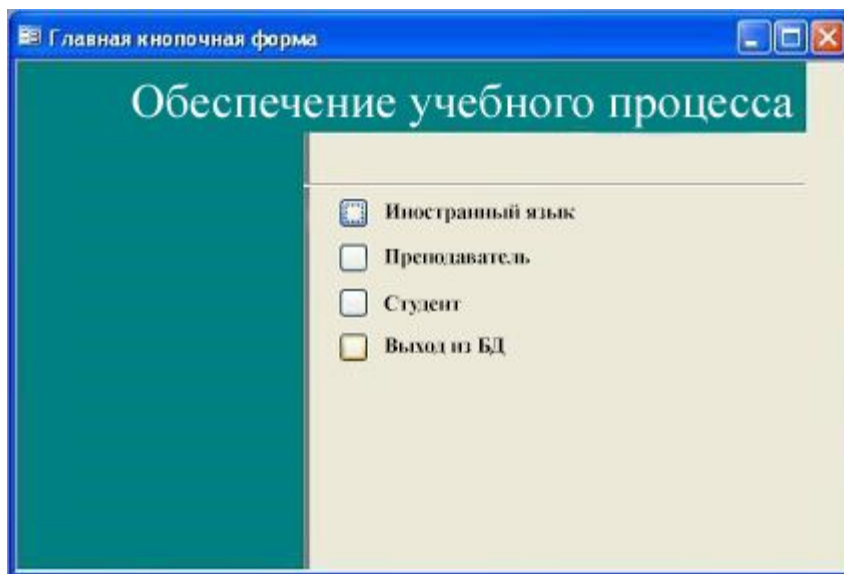 Главная кнопочная форма
Обеспечение учебного процесса
Иностранный язык
Преподаватель
Студент
Выход из БД